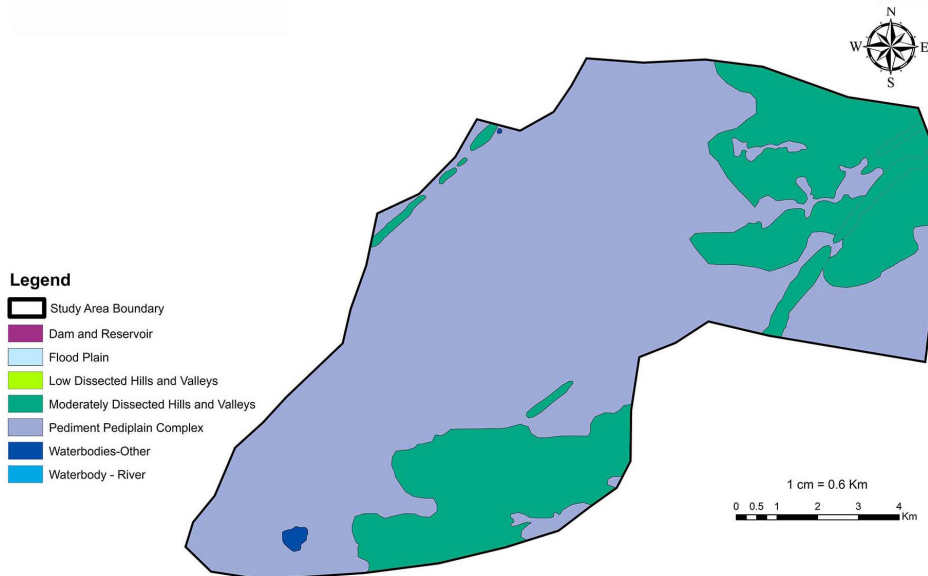 N
W E
S
Legend
Study Area Boundary
Dam and Reservoir
Flood Plain
Low Dissected Hills and Valleys
Moderately Dissected Hills and Valleys
Pediment Pediplain Complex
Waterbodies-Other
Waterbody - River
1 cm = 0.6 Km
0 0.5 1 2 3 4
Km